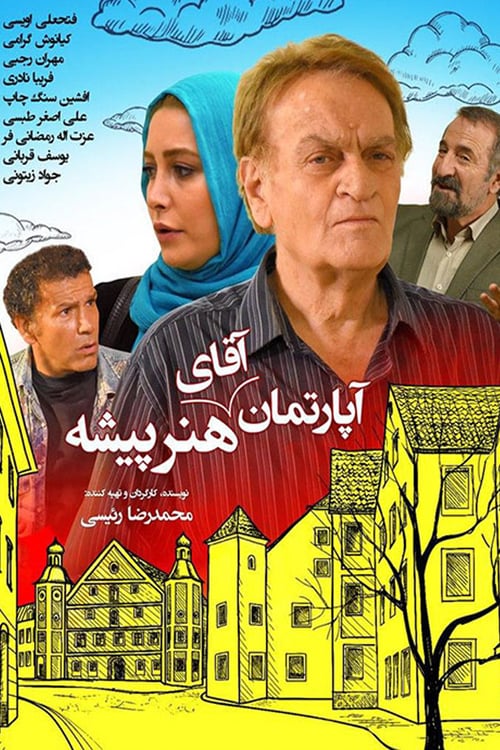 فتحعلی اویسی
کیانوش گرامی
مهران رجبی
فریبا نادری
افشین سنگ چاپ
علی اصغر طبسی
عزت اله رمضانی فر
یوسف قربانی
جواد زیتونی
آپارتمان آقای
هنرپیشه
نویسنده، کارگردان و تهیه کننده:
محمدرضا رئیسی